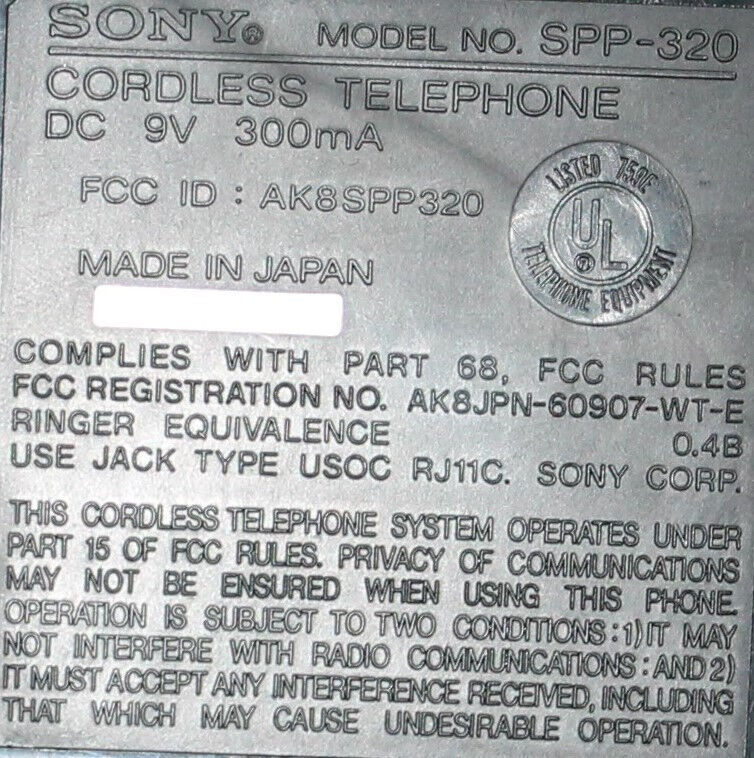 SONY® MODEL NO. SPP-320
CORDLESS TELEPHONE
DC 9V 300mA
FCC ID : AK8SPP320
LISTED 759E
UL®
TELEPHONE EQUIPMENT
MADE IN JAPAN
COMPLIES WITH PART 68, FCC RULES
FCC REGISTRATION NO. AK8JPN-60907-WT-E
RINGER EQUIVALENCE 0.4B
USE JACK TYPE USOC RJ11C. SONY CORP.
THIS CORDLESS TELEPHONE SYSTEM OPERATES UNDER
PART 15 OF FCC RULES. PRIVACY OF COMMUNICATIONS
MAY NOT BE ENSURED WHEN USING THIS PHONE.
OPERATION IS SUBJECT TO TWO CONDITIONS : 1) IT MAY
NOT INTERFERE WITH RADIO COMMUNICATIONS : AND 2)
IT MUST ACCEPT ANY INTERFERENCE RECEIVED, INCLUDING
THAT WHICH MAY CAUSE UNDESIRABLE OPERATION.